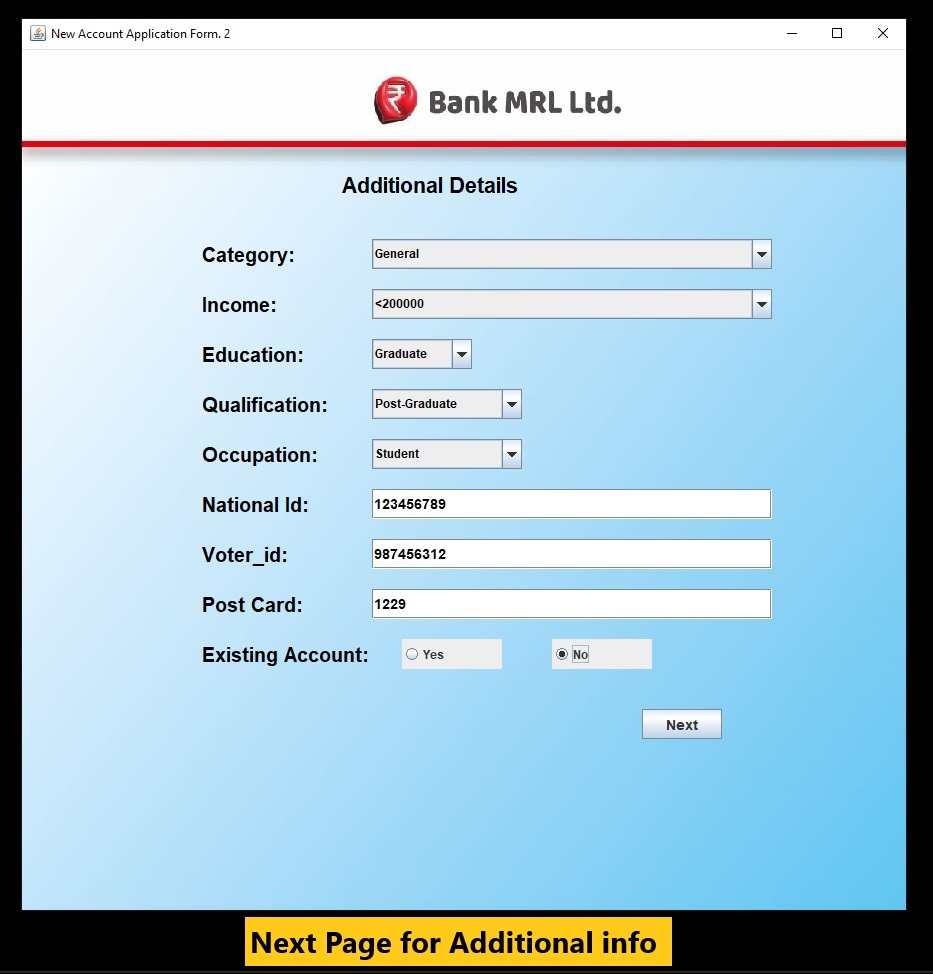 New Account Application Form. 2
₹ Bank MRL Ltd.
Additional Details
Category: General
Income: <200000
Education: Graduate
Qualification: Post-Graduate
Occupation: Student
National Id: 123456789
Voter_id: 987456312
Post Card: 1229
Existing Account: Yes No
Next
Next Page for Additional info